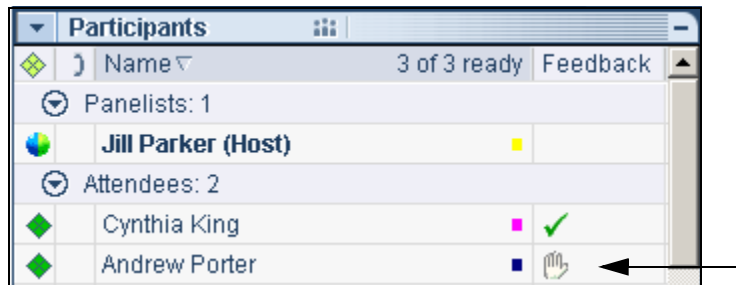 Participants
Name 3 of 3 ready Feedback
Panelists: 1
Jill Parker (Host)
Attendees: 2
Cynthia King
Andrew Porter